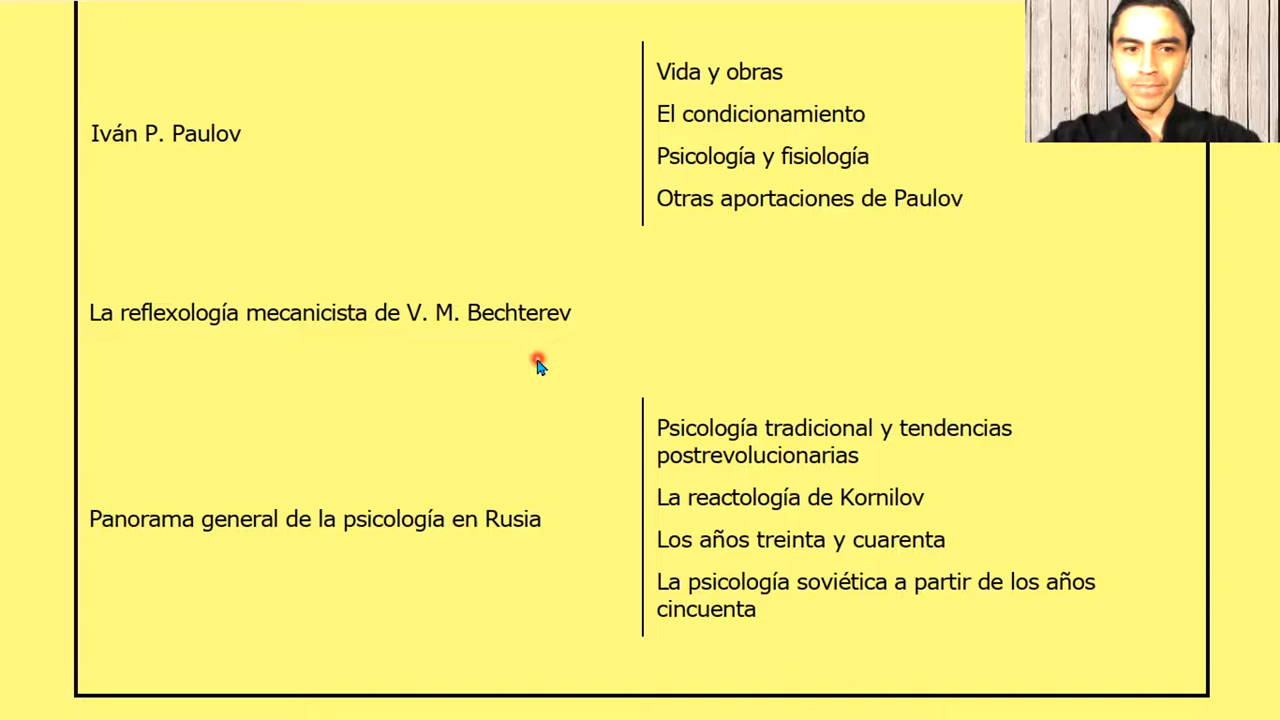 Vida y obras
El condicionamiento
Iván P. Paulov
Psicología y fisiología
Otras aportaciones de Paulov
La reflexología mecanicista de V. M. Bechterev
Psicología tradicional y tendencias
postrevolucionarias
La reactología de Kornilov
Panorama general de la psicología en Rusia
Los años treinta y cuarenta
La psicología soviética a partir de los años
cincuenta